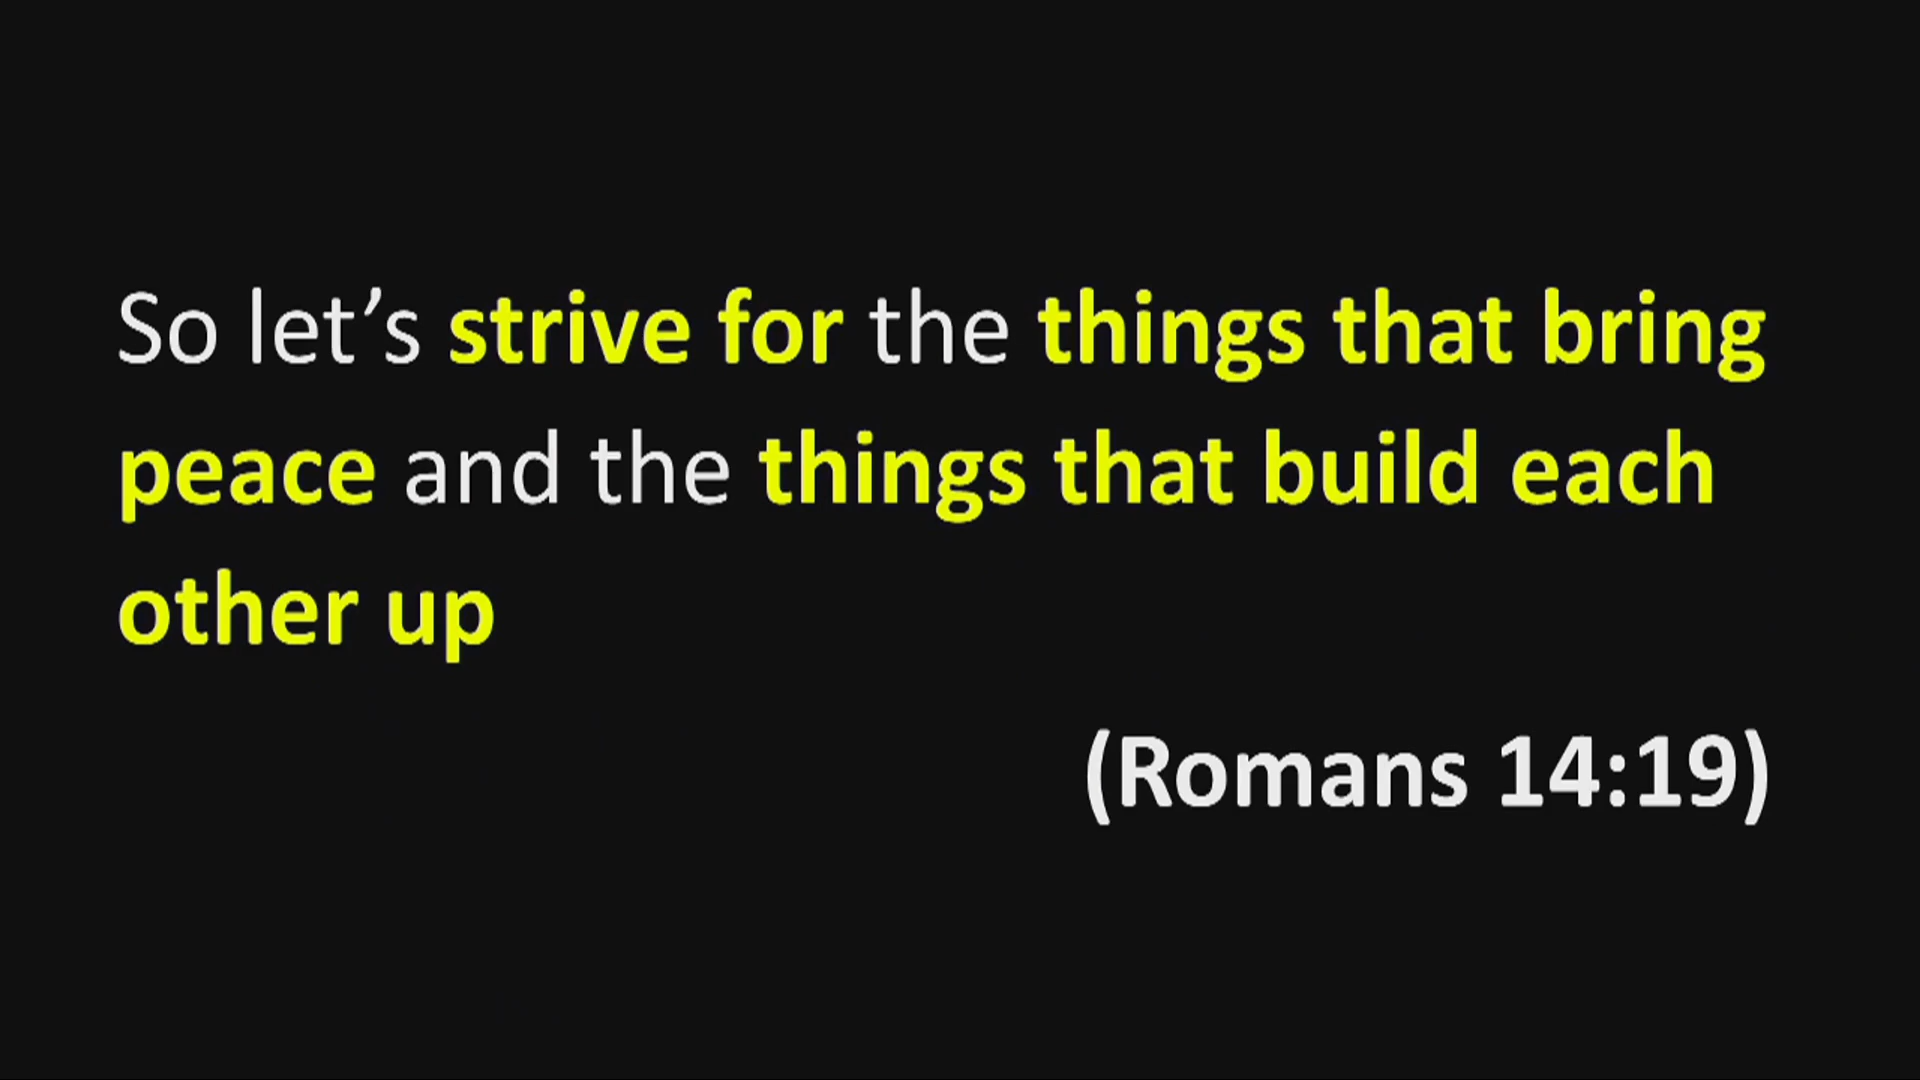 So let’s strive for the things that bring
peace and the things that build each
other up
(Romans 14:19)